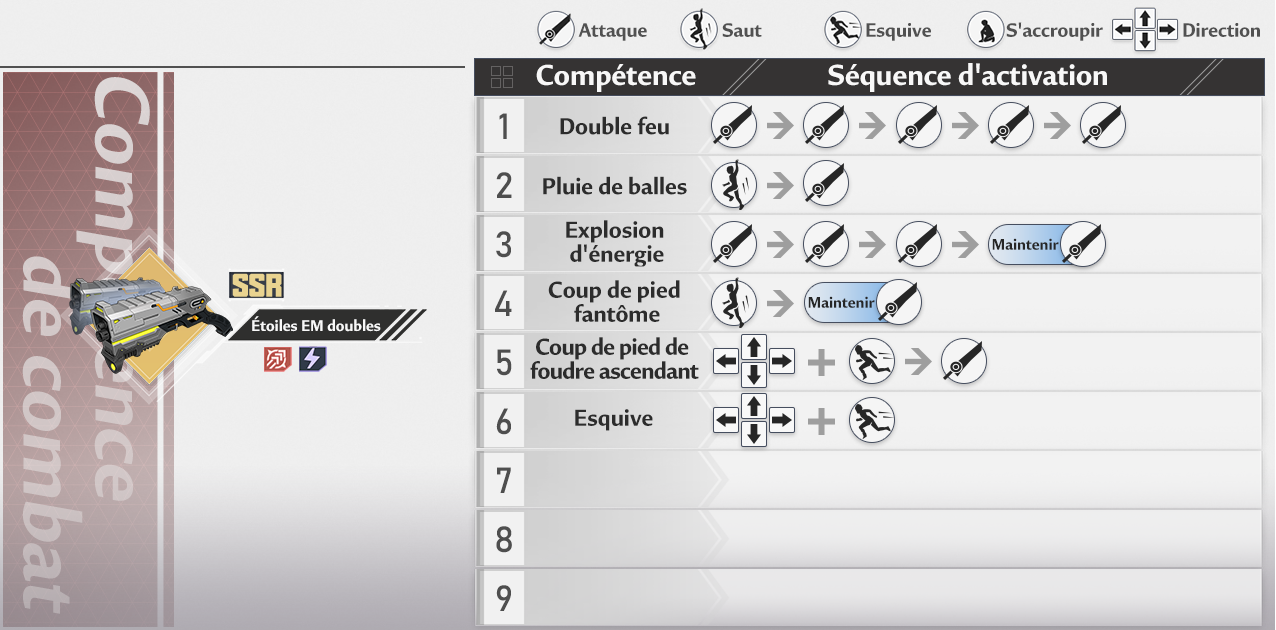 Attaque
Saut
Esquive
S'accroupir
Direction
Compétence
de combat
SSR
Étoiles EM doubles
Compétence
Séquence d'activation
1
Double feu
2
Pluie de balles
3
Explosion
d'énergie
Maintenir
4
Coup de pied
fantôme
Maintenir
5
Coup de pied de
foudre ascendant
6
Esquive
7
8
9